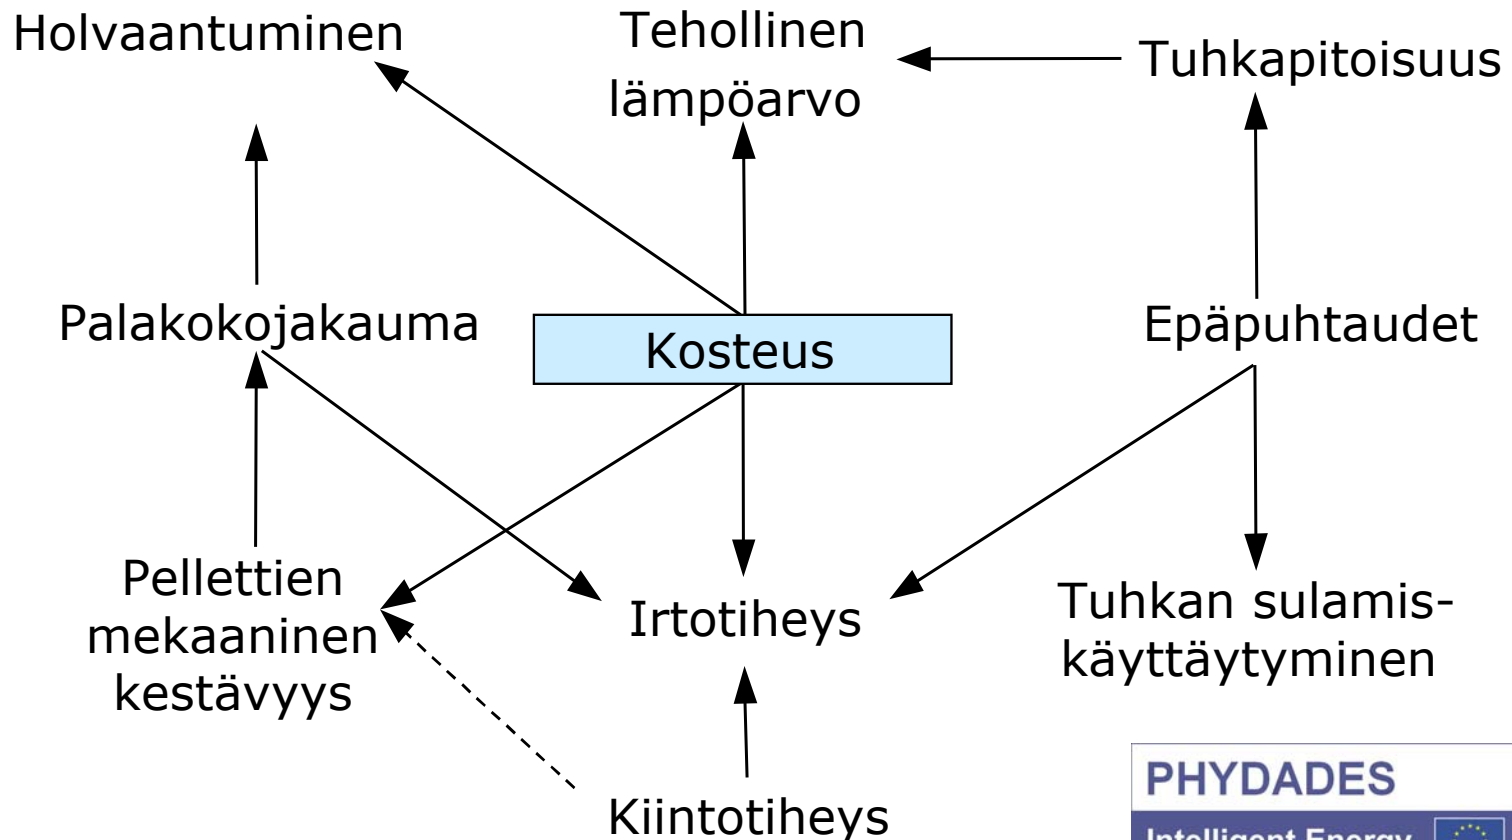 Holvaantuminen
Tehollinen
lämpöarvo
Tuhkapitoisuus
Palakokojakauma
Kosteus
Epäpuhtaudet
Pellettien
mekaaninen
kestävyys
Irtotiheys
Tuhkan sulamis-
käyttäytyminen
Kiintotiheys
PHYDADES
Intelligent Energy